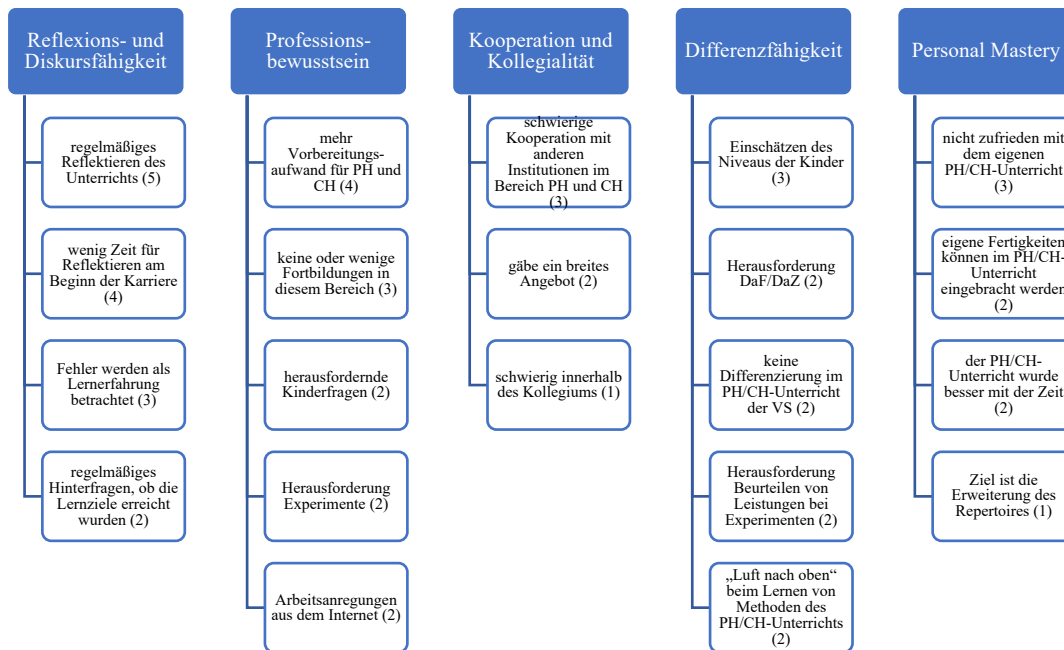 Reflexions- und
Diskursfähigkeit
regelmäßiges
Reflektieren des
Unterrichts (5)
wenig Zeit für
Reflektieren am
Beginn der Karriere
(4)
Fehler werden als
Lernerfahrung
betrachtet (3)
regelmäßiges
Hinterfragen, ob die
Lernziele erreicht
wurden (2)
Professions-
bewusstsein
mehr
Vorbereitungs-
aufwand für PH und
CH (4)
keine oder wenige
Fortbildungen in
diesem Bereich (3)
herausfordernde
Kinderfragen (2)
Herausforderung
Experimente (2)
Arbeitsanregungen
aus dem Internet (2)
Kooperation und
Kollegialität
schwierige
Kooperation mit
anderen
Institutionen im
Bereich PH und CH
(3)
gäbe ein breites
Angebot (2)
schwierig innerhalb
des Kollegiums (1)
Differenzfähigkeit
Einschätzen des
Niveaus der Kinder
(3)
Herausforderung
DaF/DaZ (2)
keine
Differenzierung im
PH/CH-Unterricht
der VS (2)
Herausforderung
Beurteilen von
Leistungen bei
Experimenten (2)
„Luft nach oben“
beim Lernen von
Methoden des
PH/CH-Unterrichts
(2)
Personal Mastery
nicht zufrieden mit
dem eigenen
PH/CH-Unterricht
(3)
eigene Fertigkeiten
können im PH/CH-
Unterricht
eingebracht werden
(2)
der PH/CH-
Unterricht wurde
besser mit der Zeit
(2)
Ziel ist die
Erweiterung des
Repertoires (1)